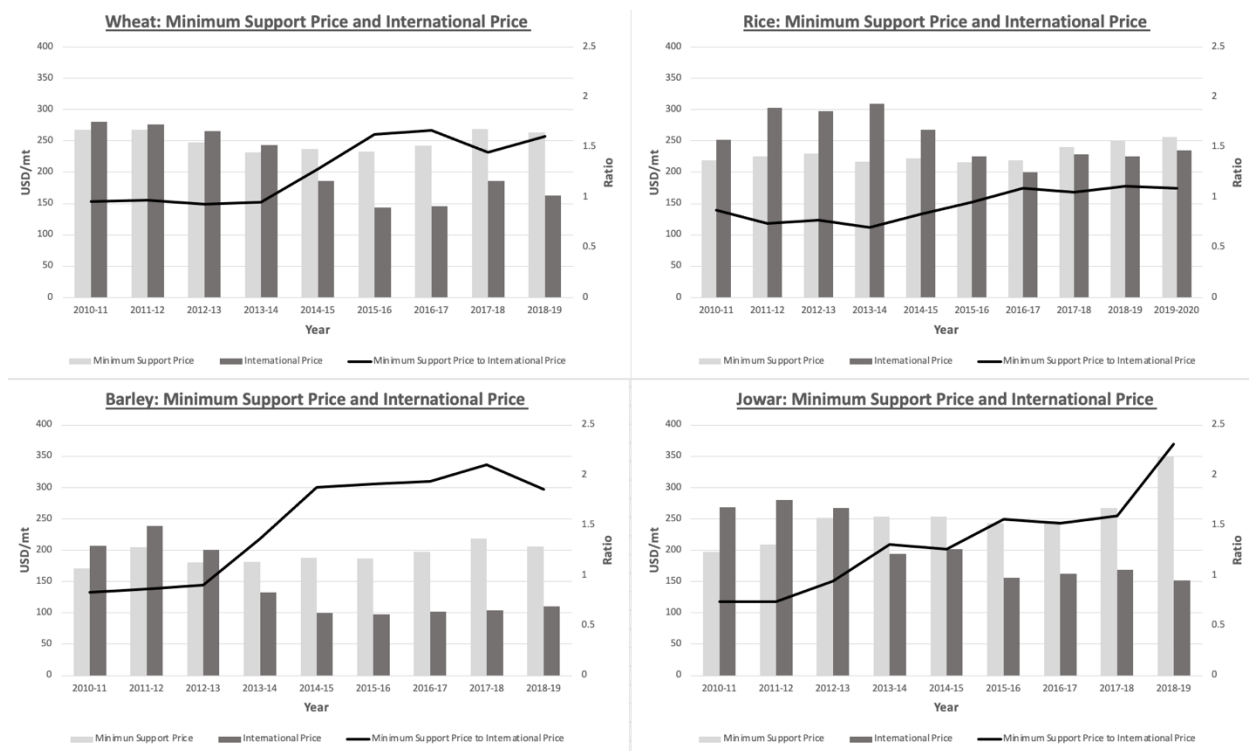 Wheat: Minimum Support Price and International Price
400
350
300
250
200
150
100
50
0
USD/mt
2.5
2
1.5
1
0.5
0
Ratio
2010-11 2011-12 2012-13 2013-14 2014-15 2015-16 2016-17 2017-18 2018-19
Year
Minimum Support Price International Price Minimum Support Price to International Price
Rice: Minimum Support Price and International Price
400
350
300
250
200
150
100
50
0
USD/mt
2.5
2
1.5
1
0.5
0
Ratio
2010-11 2011-12 2012-13 2013-14 2014-15 2015-16 2016-17 2017-18 2018-19 2019-2020
Year
Minimum Support Price International Price Minimum Support Price to International Price
Barley: Minimum Support Price and International Price
400
350
300
250
200
150
100
50
0
USD/mt
2.5
2
1.5
1
0.5
0
Ratio
2010-11 2011-12 2012-13 2013-14 2014-15 2015-16 2016-17 2017-18 2018-19
Year
Minimun Support Price International Price Minimum Support Price to International Price
Jowar: Minimum Support Price and International Price
400
350
300
250
200
150
100
50
0
USD/mt
2.5
2
1.5
1
0.5
0
Ratio
2010-11 2011-12 2012-13 2013-14 2014-15 2015-16 2016-17 2017-18 2018-19
Year
Minimum Support Price International Price Minimum Support Price to International Price